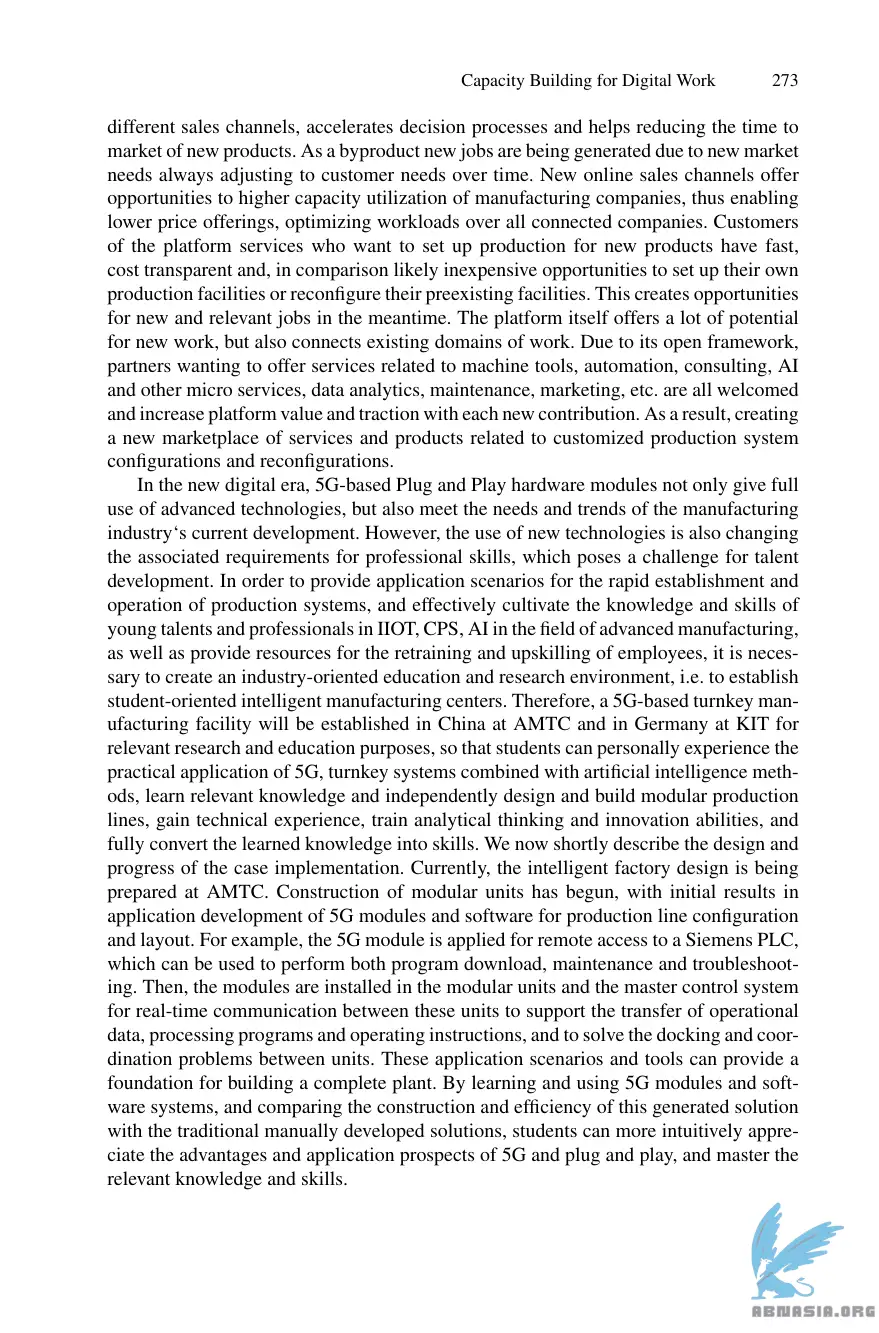 Capacity Building for Digital Work 273
different sales channels, accelerates decision processes and helps reducing the time to
market of new products. As a byproduct new jobs are being generated due to new market
needs always adjusting to customer needs over time. New online sales channels offer
opportunities to higher capacity utilization of manufacturing companies, thus enabling
lower price offerings, optimizing workloads over all connected companies. Customers
of the platform services who want to set up production for new products have fast,
cost transparent and, in comparison likely inexpensive opportunities to set up their own
production facilities or reconfigure their preexisting facilities. This creates opportunities
for new and relevant jobs in the meantime. The platform itself offers a lot of potential
for new work, but also connects existing domains of work. Due to its open framework,
partners wanting to offer services related to machine tools, automation, consulting, AI
and other micro services, data analytics, maintenance, marketing, etc. are all welcomed
and increase platform value and traction with each new contribution. As a result, creating
a new marketplace of services and products related to customized production system
configurations and reconfigurations.
In the new digital era, 5G-based Plug and Play hardware modules not only give full
use of advanced technologies, but also meet the needs and trends of the manufacturing
industry‘s current development. However, the use of new technologies is also changing
the associated requirements for professional skills, which poses a challenge for talent
development. In order to provide application scenarios for the rapid establishment and
operation of production systems, and effectively cultivate the knowledge and skills of
young talents and professionals in IIOT, CPS, AI in the field of advanced manufacturing,
as well as provide resources for the retraining and upskilling of employees, it is neces-
sary to create an industry-oriented education and research environment, i.e. to establish
student-oriented intelligent manufacturing centers. Therefore, a 5G-based turnkey man-
ufacturing facility will be established in China at AMTC and in Germany at KIT for
relevant research and education purposes, so that students can personally experience the
practical application of 5G, turnkey systems combined with artificial intelligence meth-
ods, learn relevant knowledge and independently design and build modular production
lines, gain technical experience, train analytical thinking and innovation abilities, and
fully convert the learned knowledge into skills. We now shortly describe the design and
progress of the case implementation. Currently, the intelligent factory design is being
prepared at AMTC. Construction of modular units has begun, with initial results in
application development of 5G modules and software for production line configuration
and layout. For example, the 5G module is applied for remote access to a Siemens PLC,
which can be used to perform both program download, maintenance and troubleshoot-
ing. Then, the modules are installed in the modular units and the master control system
for real-time communication between these units to support the transfer of operational
data, processing programs and operating instructions, and to solve the docking and coor-
dination problems between units. These application scenarios and tools can provide a
foundation for building a complete plant. By learning and using 5G modules and soft-
ware systems, and comparing the construction and efficiency of this generated solution
with the traditional manually developed solutions, students can more intuitively appre-
ciate the advantages and application prospects of 5G and plug and play, and master the
relevant knowledge and skills.
ABNASIA.ORG